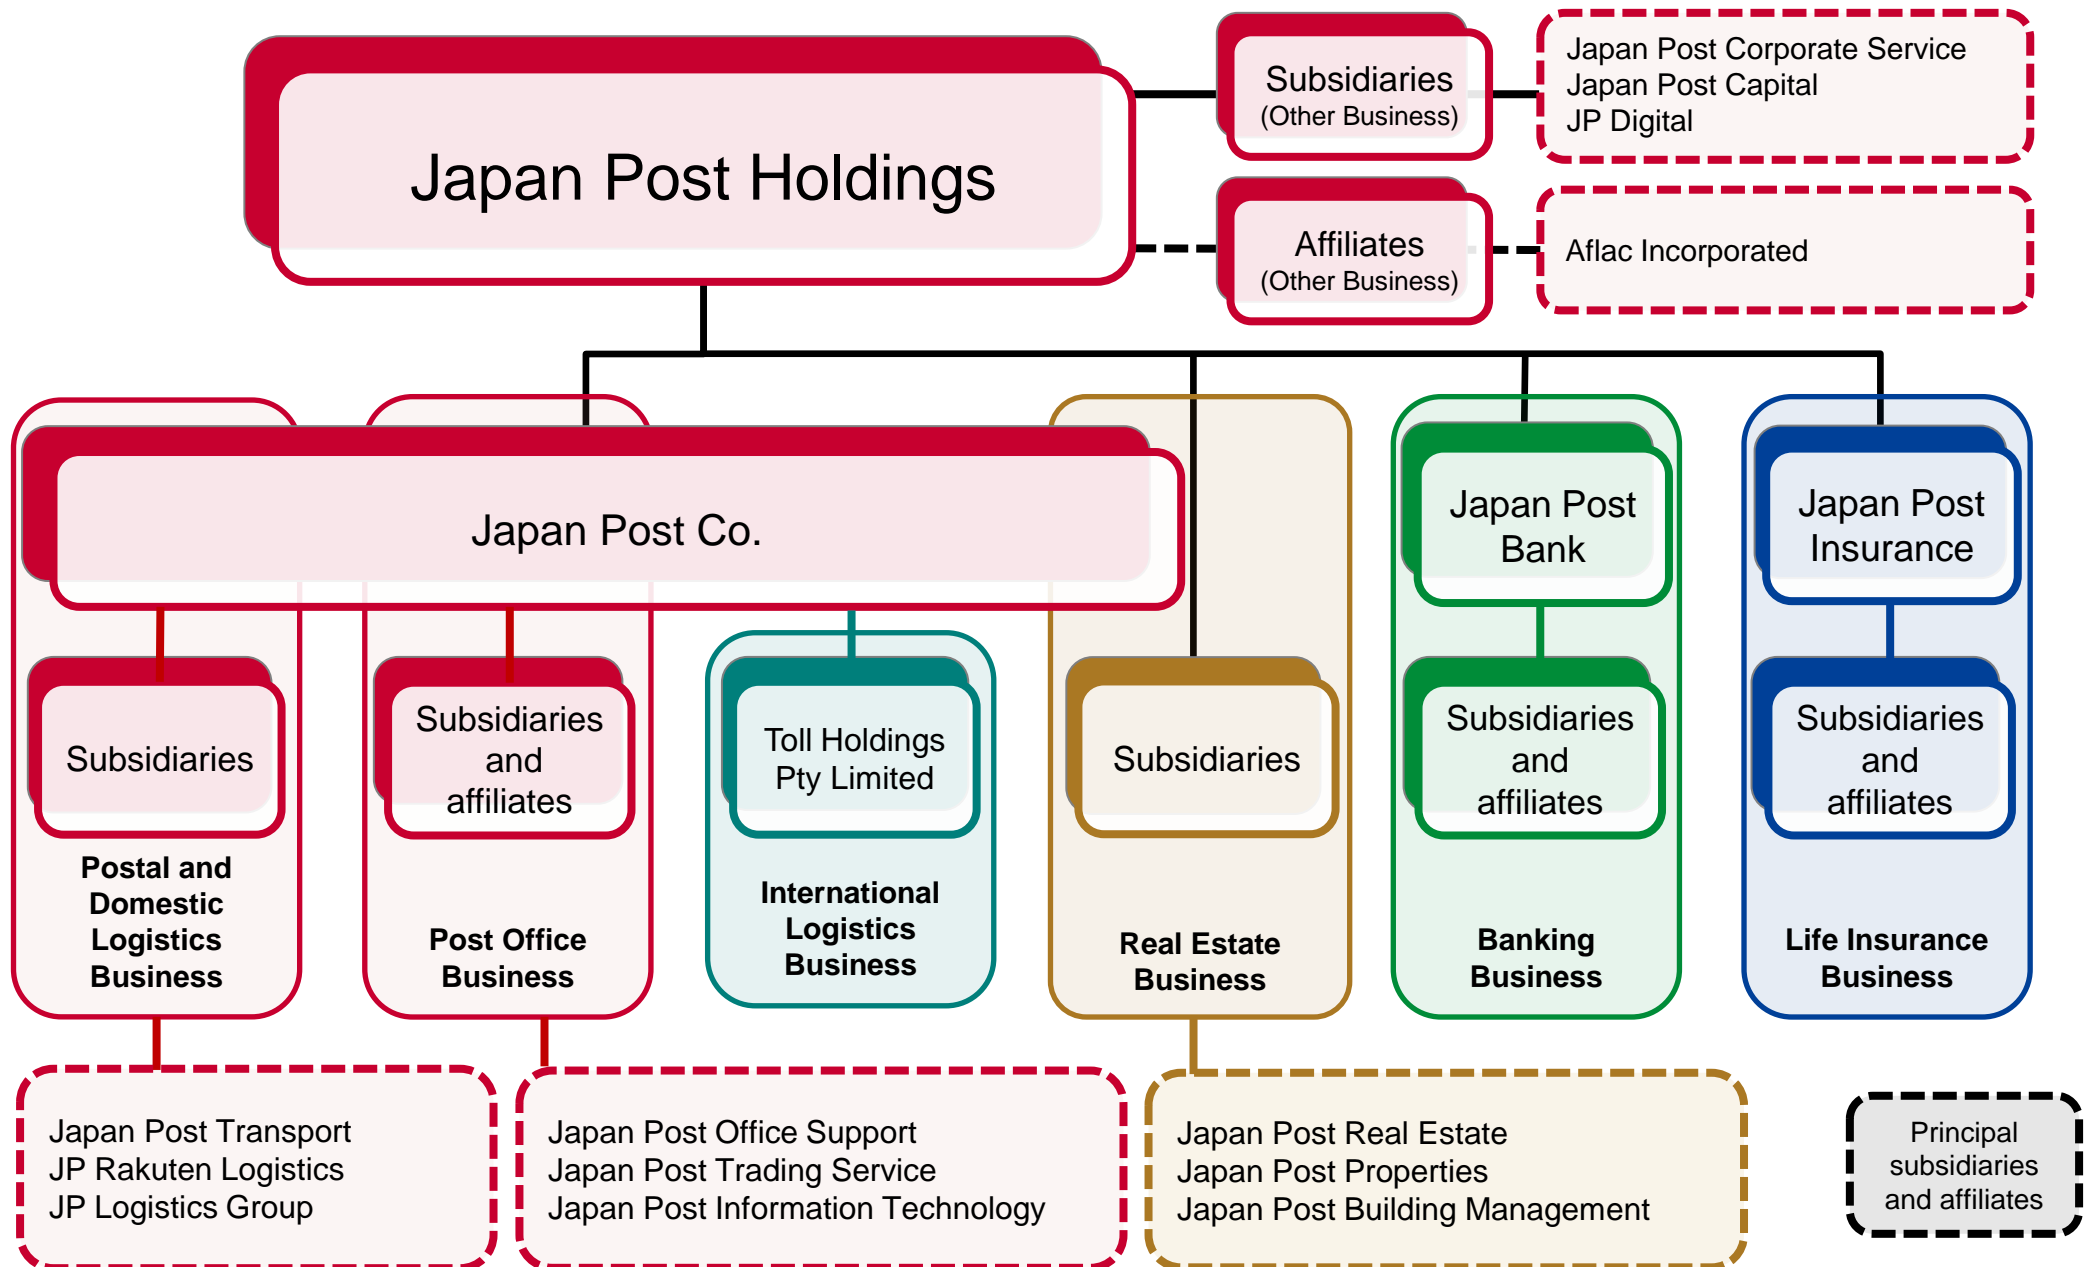 Japan Post Holdings
Subsidiaries
(Other Business)
Japan Post Corporate Service
Japan Post Capital
JP Digital
Affiliates
(Other Business)
Aflac Incorporated
Japan Post Co.
Japan Post
Bank
Japan Post
Insurance
Subsidiaries
Subsidiaries
and
affiliates
Toll Holdings
Pty Limited
Subsidiaries
Subsidiaries
and
affiliates
Subsidiaries
and
affiliates
Postal and
Domestic
Logistics
Business
Post Office
Business
International
Logistics
Business
Real Estate
Business
Banking
Business
Life Insurance
Business
Japan Post Transport
JP Rakuten Logistics
JP Logistics Group
Japan Post Office Support
Japan Post Trading Service
Japan Post Information Technology
Japan Post Real Estate
Japan Post Properties
Japan Post Building Management
Principal
subsidiaries
and affiliates